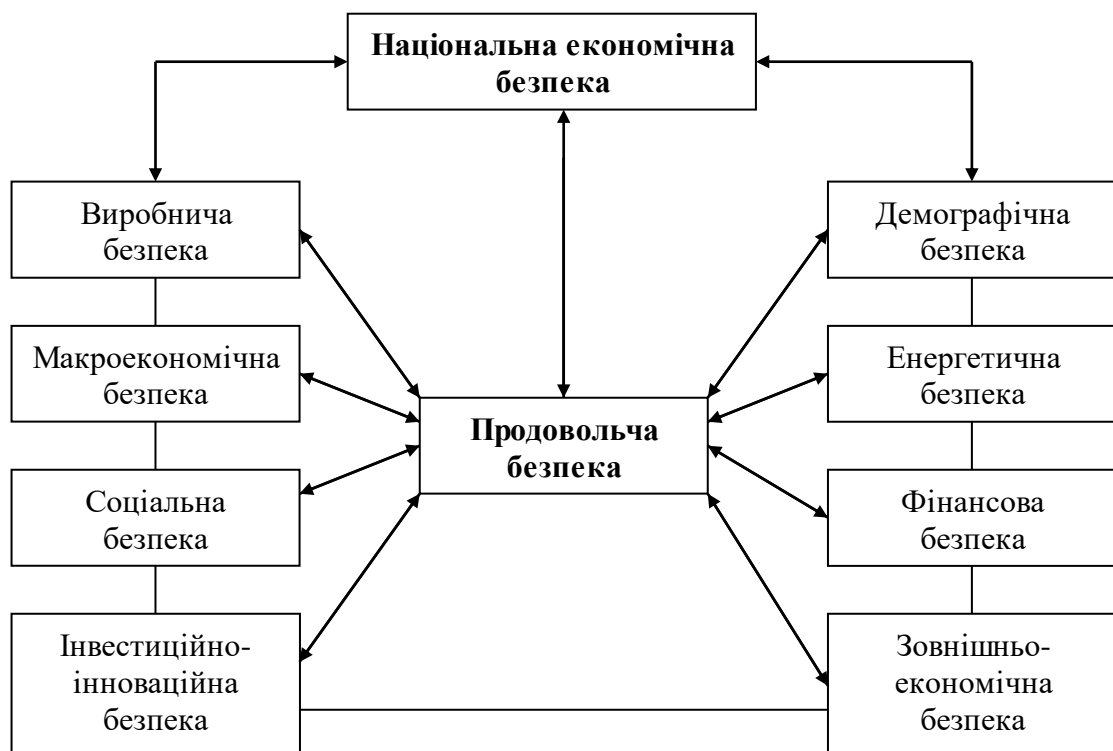 Національна економічна
безпека
Виробнича
безпека
Демографічна
безпека
Макроекономічна
безпека
Енергетична
безпека
Продовольча
безпека
Соціальна
безпека
Фінансова
безпека
Інвестиційно-
інноваційна
безпека
Зовнішньо-
економічна
безпека